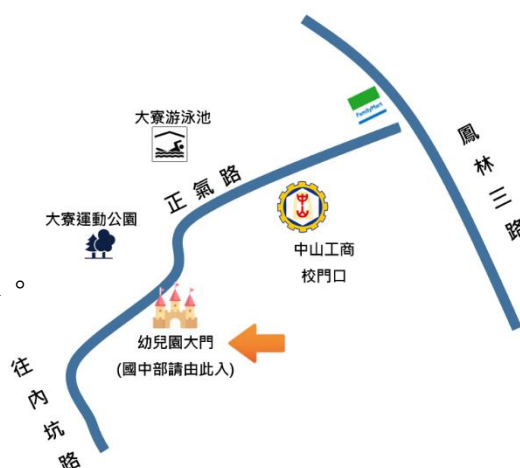 大寮游泳池
FamilyMart
鳳林三路
正氣路
大寮運動公園
中山工商
校門口
。
幼兒園大門
(國中部請由此入)
往內坑路